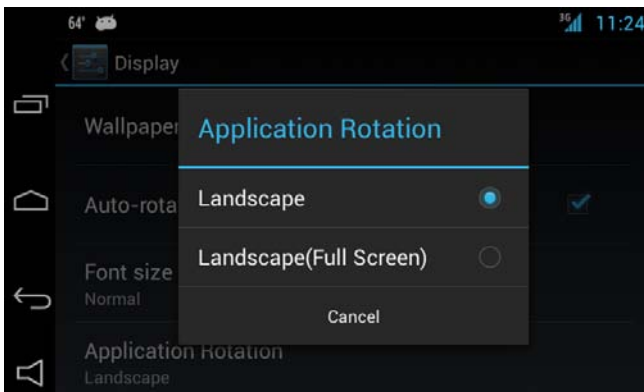 64°
3G
11:24
Display
Wallpaper
Application Rotation
Auto-rota
Landscape
Landscape(Full Screen)
Font size
Normal
Cancel
Application Rotation
Landscape